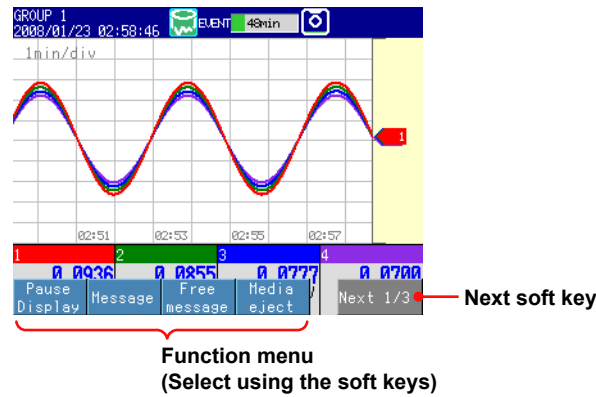 GROUP 1
2008/01/23 02:58:46
EVENT 48min
1min/div
1
02:51 02:53 02:55 02:57
1 2 3 4
0.0936 0.0855 0.0777 0.0700
Pause Display
Message
Free message
Media eject
Next 1/3
Next soft key
Function menu
(Select using the soft keys)